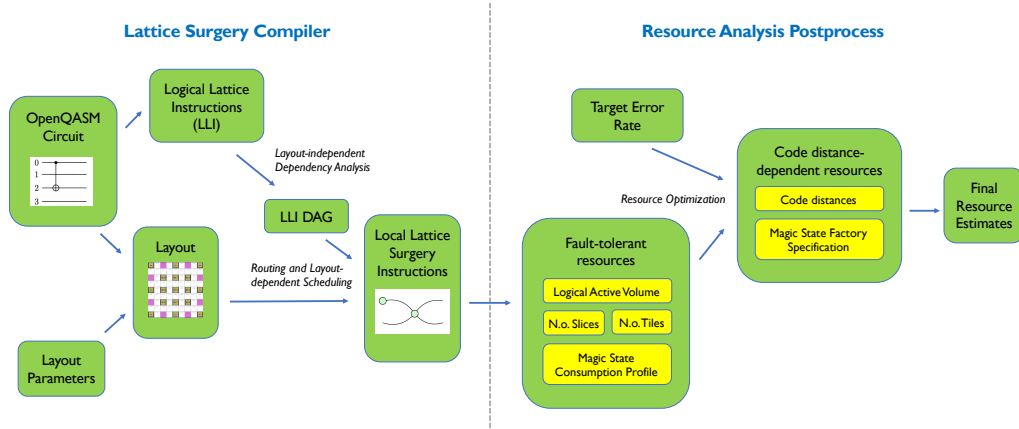 Lattice Surgery Compiler
Resource Analysis Postprocess
OpenQASM
Circuit
0
1
2
3
Logical Lattice
Instructions
(LLI)
Layout-independent
Dependency Analysis
LLI DAG
Layout
Routing and Layout-
dependent Scheduling
Layout
Parameters
Local Lattice
Surgery
Instructions
Target Error
Rate
Resource Optimization
Fault-tolerant
resources
Logical Active Volume
N.o. Slices
N.o. Tiles
Magic State
Consumption Profile
Code distance-
dependent resources
Code distances
Magic State Factory
Specification
Final
Resource
Estimates